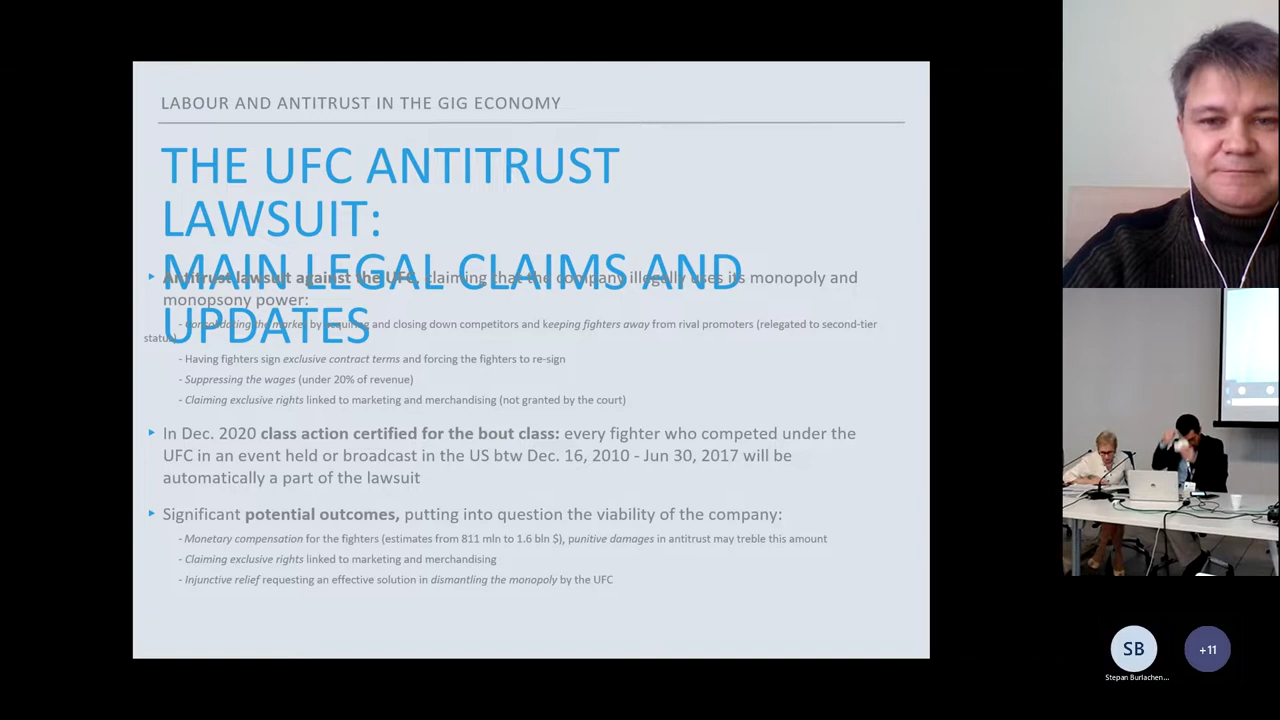 LABOUR AND ANTITRUST IN THE GIG ECONOMY
THE UFC ANTITRUST
LAWSUIT:
MAIN LEGAL CLAIMS AND
UPDATES
Antitrust lawsuit against the UFC, claiming that the company illegally uses its monopoly and
monopsony power:
- Consolidating the market by acquiring and closing down competitors and keeping fighters away from rival promoters (relegated to second-tier
status)
- Having fighters sign exclusive contract terms and forcing the fighters to re-sign
- Suppressing the wages (under 20% of revenue)
- Claiming exclusive rights linked to marketing and merchandising (not granted by the court)
In Dec. 2020 class action certified for the bout class: every fighter who competed under the
UFC in an event held or broadcast in the US btw Dec. 16, 2010 - Jun 30, 2017 will be
automatically a part of the lawsuit
Significant potential outcomes, putting into question the viability of the company:
- Monetary compensation for the fighters (estimates from 811 mln to 1.6 bln $), punitive damages in antitrust may treble this amount
- Claiming exclusive rights linked to marketing and merchandising
- Injunctive relief requesting an effective solution in dismantling the monopoly by the UFC
SB
+11
Stepan Burlachen...